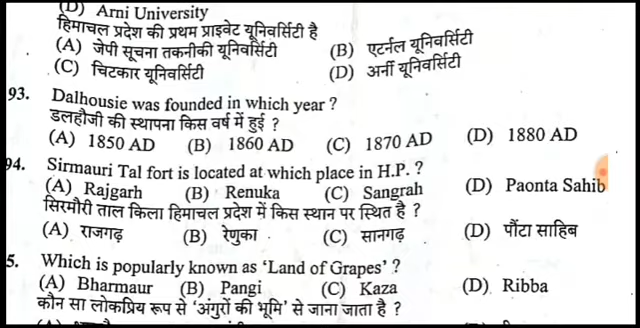 (D) Arni University
हिमाचल प्रदेश की प्रथम प्राइवेट यूनिवर्सिटी है
(A) जेपी सूचना तकनीकी यूनिवर्सिटी (B) एटर्नल यूनिवर्सिटी
(C) चिटकारा यूनिवर्सिटी (D) अर्नी यूनिवर्सिटी
93. Dalhousie was founded in which year ?
डलहौजी की स्थापना किस वर्ष में हुई ?
(A) 1850 AD (B) 1860 AD (C) 1870 AD (D) 1880 AD
94. Sirmauri Tal fort is located at which place in H.P. ?
(A) Rajgarh (B) Renuka (C) Sangrah (D) Paonta Sahib
सिरमौरी ताल किला हिमाचल प्रदेश में किस स्थान पर स्थित है ?
(A) राजगढ़ (B) रेणुका (C) सानगढ़ (D) पौंटा साहिब
5. Which is popularly known as ‘Land of Grapes’ ?
(A) Bharmaur (B) Pangi (C) Kaza (D) Ribba
कौन सा लोकप्रिय रूप से ‘अंगुरों की भूमि’ से जाना जाता है ?